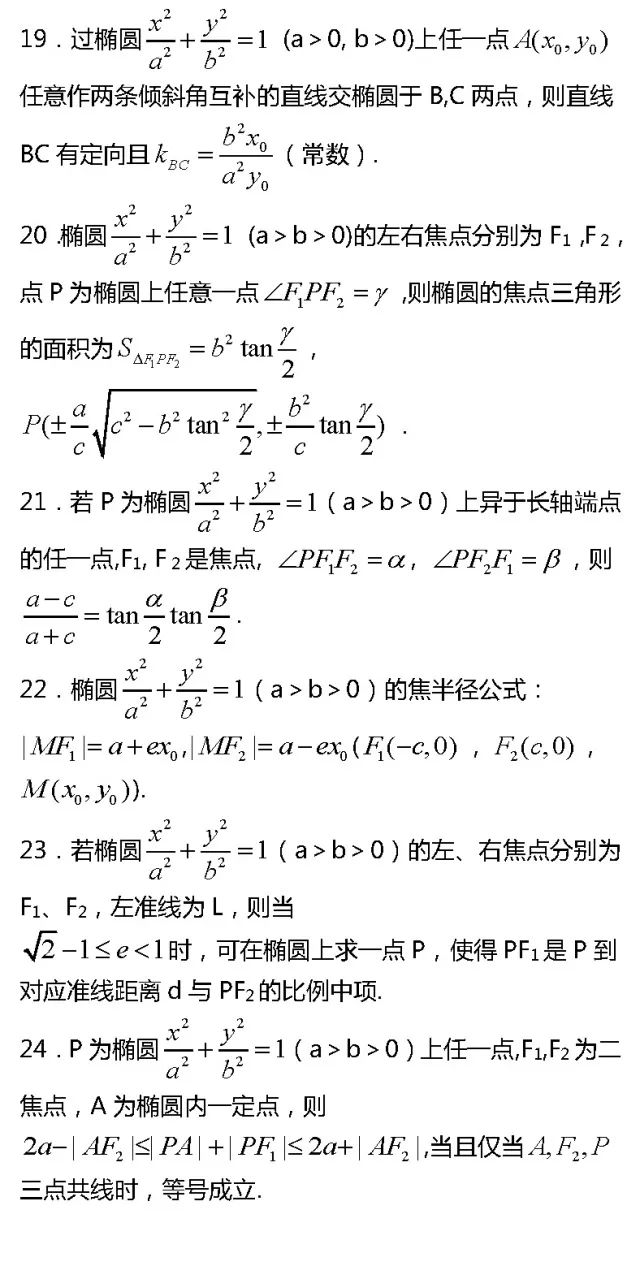 19．过椭圆 x²/a² + y²/b² = 1 (a＞0, b＞0)上任一点 A(x₀, y₀)
任意作两条倾斜角互补的直线交椭圆于 B,C 两点，则直线
BC 有定向且 k_BC = b²x₀/a²y₀（常数）.
20 .椭圆 x²/a² + y²/b² = 1 (a＞b＞0)的左右焦点分别为 F₁ ,F ₂，
点 P 为椭圆上任意一点 ∠F₁PF₂ = γ ,则椭圆的焦点三角形
的面积为 S_ΔF₁PF₂ = b² tan γ/2，
P(± a/c √(c² − b² tan² γ/2), ± b²/c tan γ/2) ．
21．若 P 为椭圆 x²/a² + y²/b² = 1（a＞b＞0）上异于长轴端点
的任一点,F₁, F ₂是焦点, ∠PF₁F₂ = α, ∠PF₂F₁ = β，则
(a−c)/(a+c) = tan α/2 tan β/2 .
22．椭圆 x²/a² + y²/b² = 1（a＞b＞0）的焦半径公式：
|MF₁|= a+ex₀,|MF₂|= a−ex₀(F₁(−c,0) ，F₂(c,0)，
M(x₀, y₀)).
23．若椭圆 x²/a² + y²/b² = 1（a＞b＞0）的左、右焦点分别为
F₁、F₂，左准线为 L，则当
√2 −1≤ e <1时，可在椭圆上求一点 P，使得 PF₁是 P 到
对应准线距离 d 与 PF₂的比例中项.
24．P 为椭圆 x²/a² + y²/b² = 1（a＞b＞0）上任一点,F₁,F₂为二
焦点，A 为椭圆内一定点，则
2a−|AF₂|≤|PA|+|PF₁|≤2a+|AF₂|,当且仅当 A, F₂, P
三点共线时，等号成立.